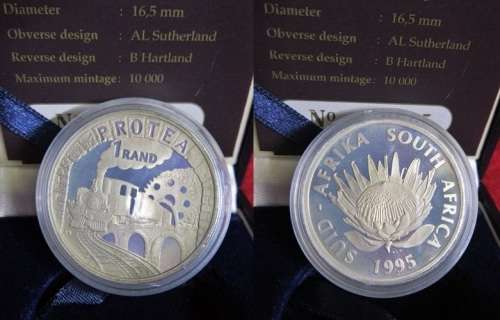 Diameter : 16,5 mm
Obverse design : AL Sutherland
Reverse design : B Hartland
Maximum mintage : 10 000
No
PROTEA
1 RAND
Diameter : 16,5 mm
Obverse design : AL Sutherland
Reverse design : B Hartland
Maximum mintage : 10 000
No
SUID-AFRIKA SOUTH AFRICA
1995